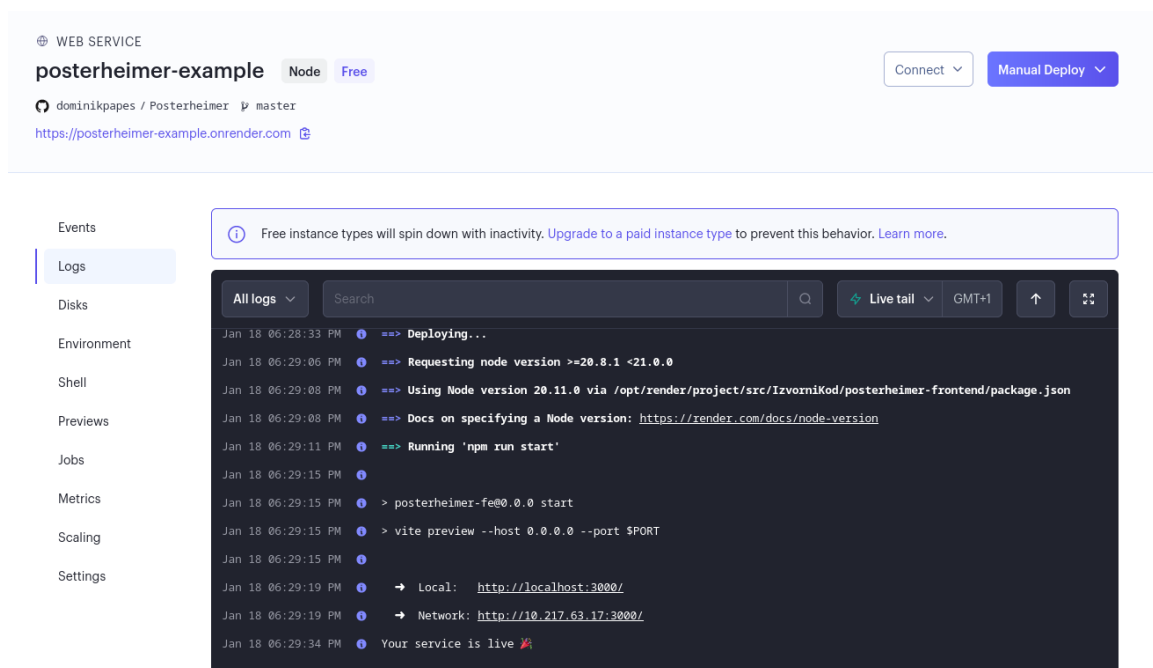 WEB SERVICE
posterheimer-example Node Free
Connect
Manual Deploy
dominikpapes / Posterheimer master
https://posterheimer-example.onrender.com
Events
Logs
Disks
Environment
Shell
Previews
Jobs
Metrics
Scaling
Settings
Free instance types will spin down with inactivity. Upgrade to a paid instance type to prevent this behavior. Learn more.
All logs Search Live tail GMT+1
Jan 18 06:28:33 PM ==> Deploying...
Jan 18 06:29:06 PM ==> Requesting node version >=20.8.1 <21.0.0
Jan 18 06:29:08 PM ==> Using Node version 20.11.0 via /opt/render/project/src/IzvorniKod/posterheimer-frontend/package.json
Jan 18 06:29:08 PM ==> Docs on specifying a Node version: https://render.com/docs/node-version
Jan 18 06:29:11 PM ==> Running 'npm run start'
Jan 18 06:29:15 PM
Jan 18 06:29:15 PM > posterheimer-fe@0.0.0 start
Jan 18 06:29:15 PM > vite preview --host 0.0.0.0 --port $PORT
Jan 18 06:29:15 PM
Jan 18 06:29:19 PM ➜ Local: http://localhost:3000/
Jan 18 06:29:19 PM ➜ Network: http://10.217.63.17:3000/
Jan 18 06:29:34 PM Your service is live 🎉